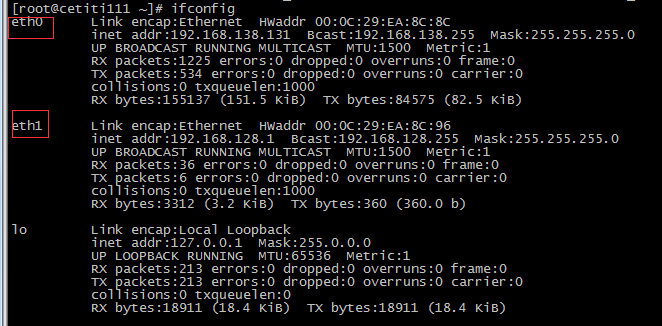 [root@cetiti111 ~]# ifconfig
eth0 Link encap:Ethernet HWaddr 00:0C:29:EA:8C:8C
inet addr:192.168.138.131 Bcast:192.168.138.255 Mask:255.255.255.0
UP BROADCAST RUNNING MULTICAST MTU:1500 Metric:1
RX packets:1225 errors:0 dropped:0 overruns:0 frame:0
TX packets:534 errors:0 dropped:0 overruns:0 carrier:0
collisions:0 txqueuelen:1000
RX bytes:155137 (151.5 KiB) TX bytes:84575 (82.5 KiB)
eth1 Link encap:Ethernet HWaddr 00:0C:29:EA:8C:96
inet addr:192.168.128.1 Bcast:192.168.128.255 Mask:255.255.255.0
UP BROADCAST RUNNING MULTICAST MTU:1500 Metric:1
RX packets:36 errors:0 dropped:0 overruns:0 frame:0
TX packets:6 errors:0 dropped:0 overruns:0 carrier:0
collisions:0 txqueuelen:1000
RX bytes:3312 (3.2 KiB) TX bytes:360 (360.0 b)
lo Link encap:Local Loopback
inet addr:127.0.0.1 Mask:255.0.0.0
UP LOOPBACK RUNNING MTU:65536 Metric:1
RX packets:213 errors:0 dropped:0 overruns:0 frame:0
TX packets:213 errors:0 dropped:0 overruns:0 carrier:0
collisions:0 txqueuelen:0
RX bytes:18911 (18.4 KiB) TX bytes:18911 (18.4 KiB)